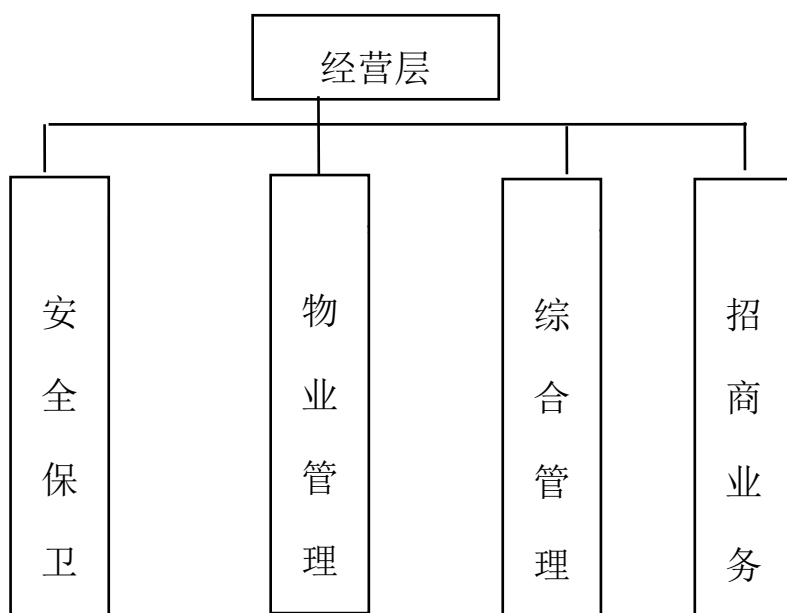 经营层
安全保卫
物业管理
综合管理
招商业务